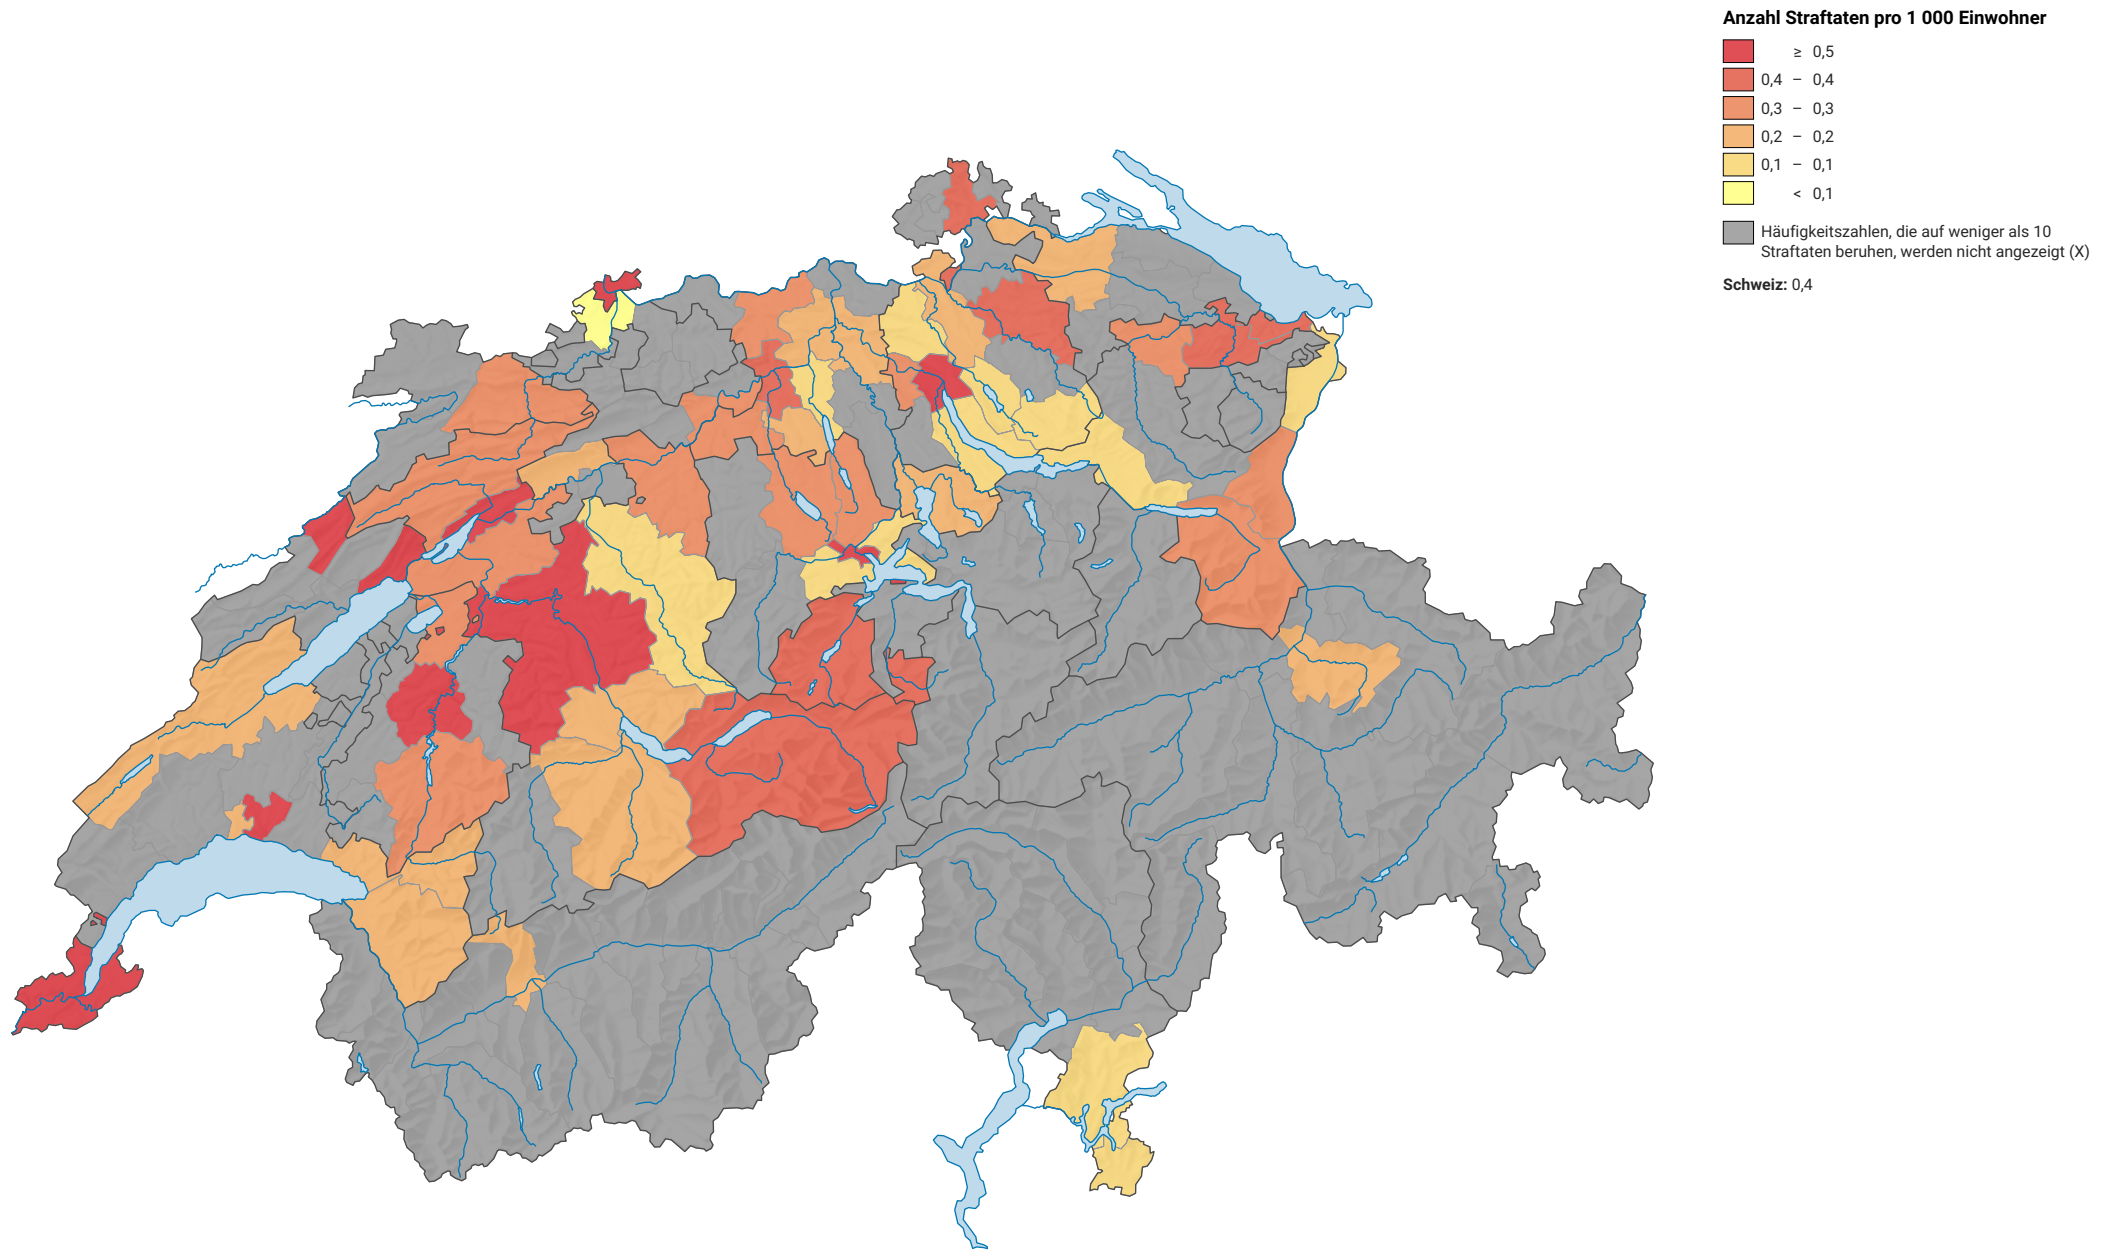 Anzahl Straftaten pro 1 000 Einwohner
≥ 0,5
0,4 – 0,4
0,3 – 0,3
0,2 – 0,2
0,1 – 0,1
< 0,1
Häufigkeitszahlen, die auf weniger als 10
Straftaten beruhen, werden nicht angezeigt (X)
Schweiz: 0,4